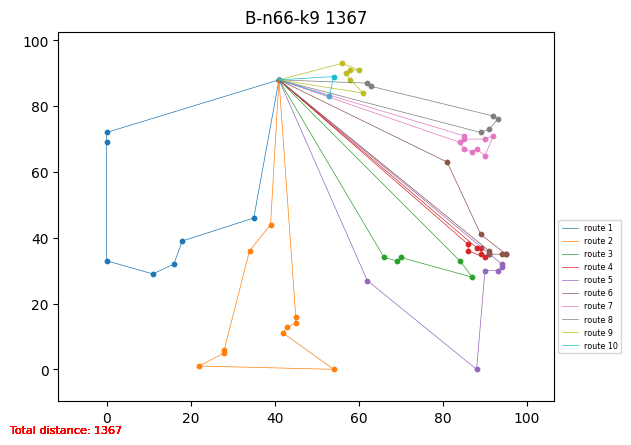 B-n66-k9 1367
100
80
60
40
20
0
0 20 40 60 80 100
route 1
route 2
route 3
route 4
route 5
route 6
route 7
route 8
route 9
route 10
Total distance: 1367